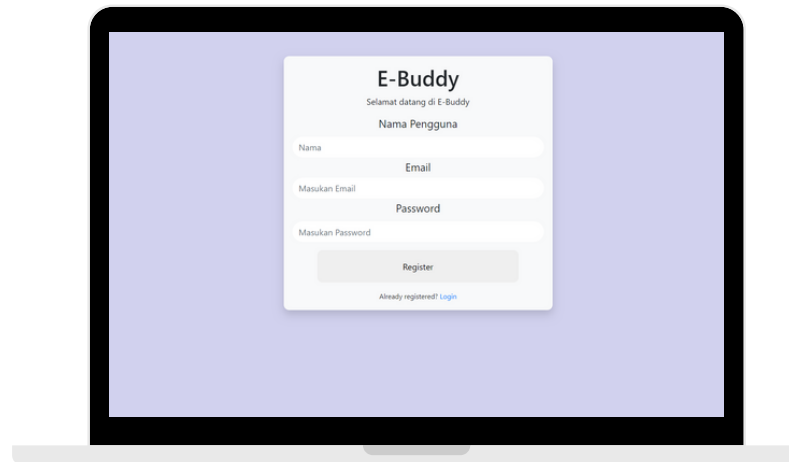 E-Buddy
Selamat datang di E-Buddy
Nama Pengguna
Nama
Email
Masukan Email
Password
Masukan Password
Register
Already registered? Login